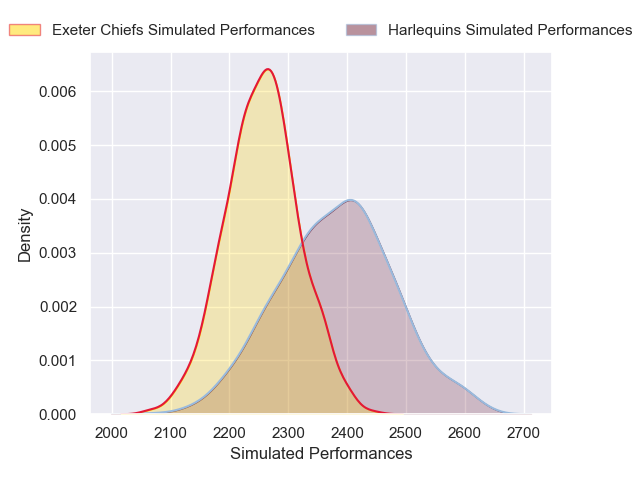 Exeter Chiefs Simulated Performances Harlequins Simulated Performances
0.006
0.005
0.004
0.003
0.002
0.001
0.000
Density
2000 2100 2200 2300 2400 2500 2600 2700
Simulated Performances